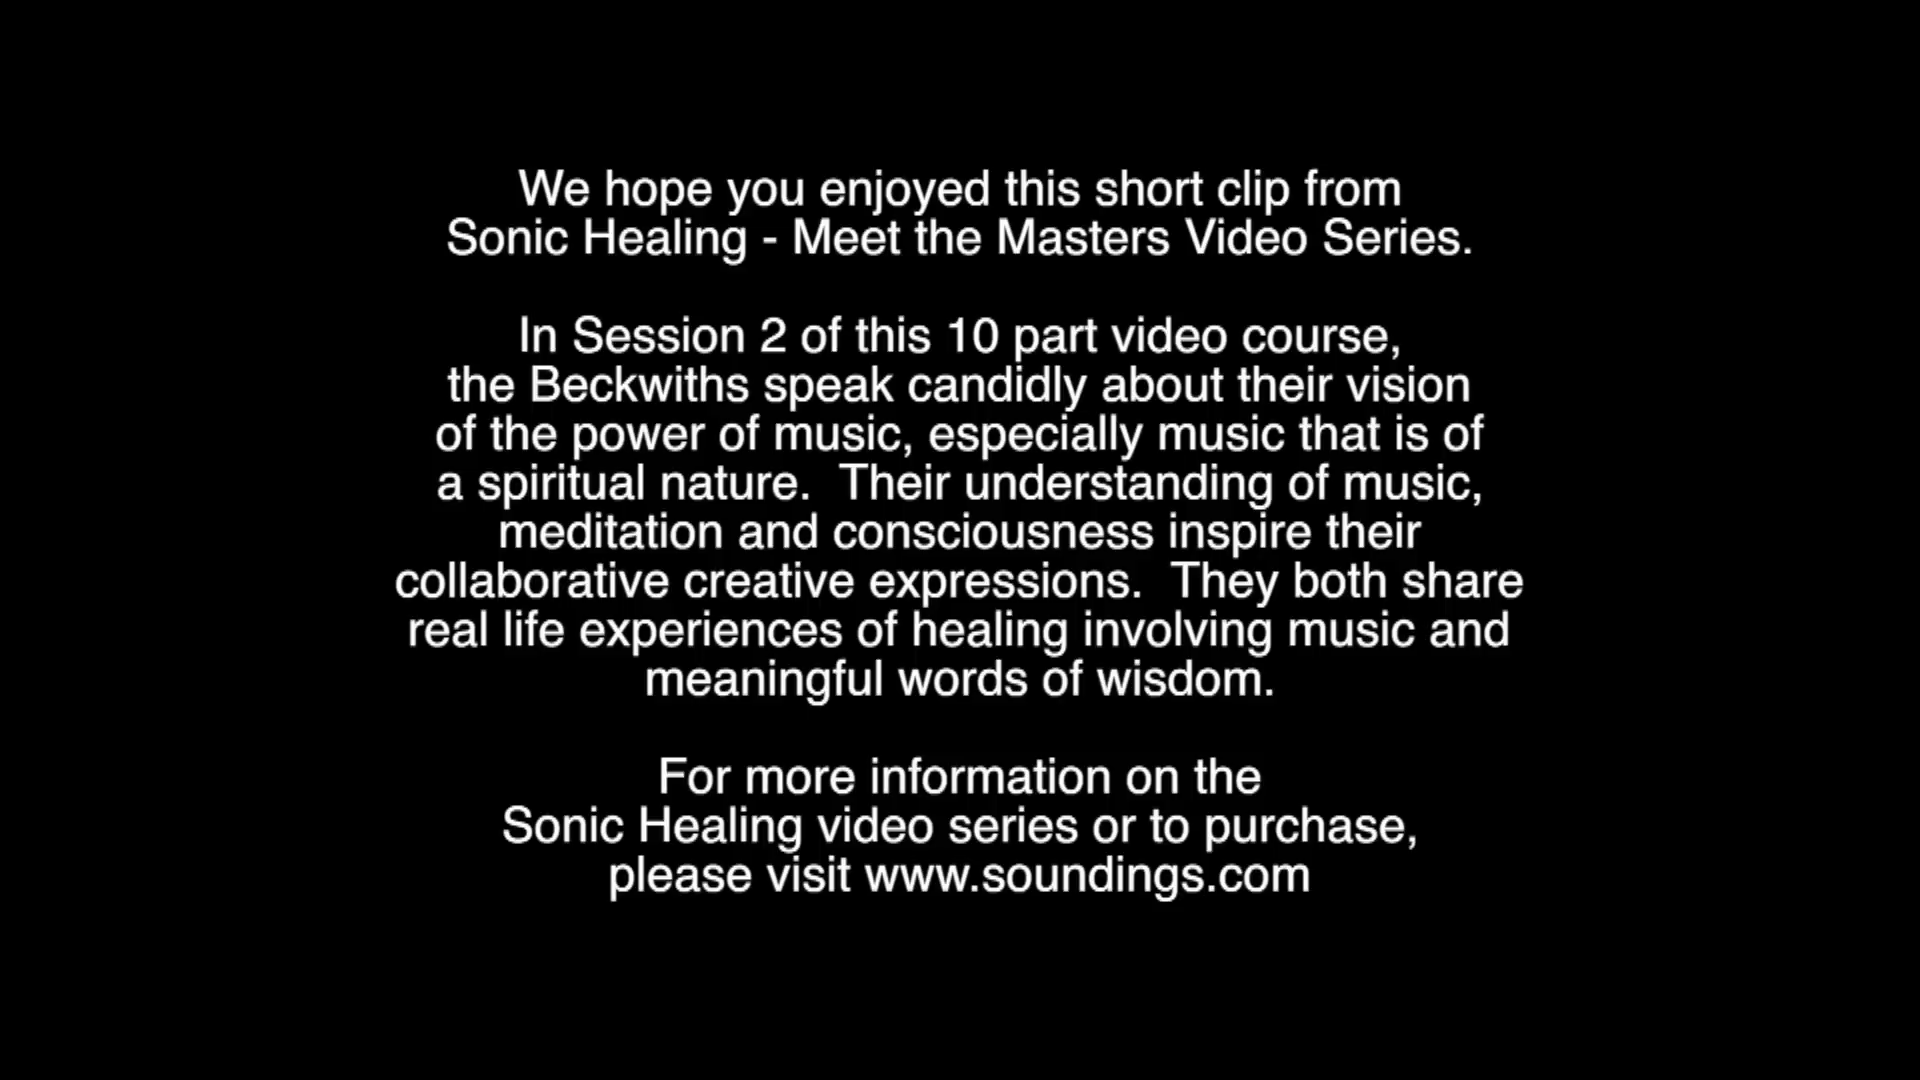 We hope you enjoyed this short clip from
Sonic Healing - Meet the Masters Video Series.
In Session 2 of this 10 part video course,
the Beckwiths speak candidly about their vision
of the power of music, especially music that is of
a spiritual nature.  Their understanding of music,
meditation and consciousness inspire their
collaborative creative expressions.  They both share
real life experiences of healing involving music and
meaningful words of wisdom.
For more information on the
Sonic Healing video series or to purchase,
please visit www.soundings.com